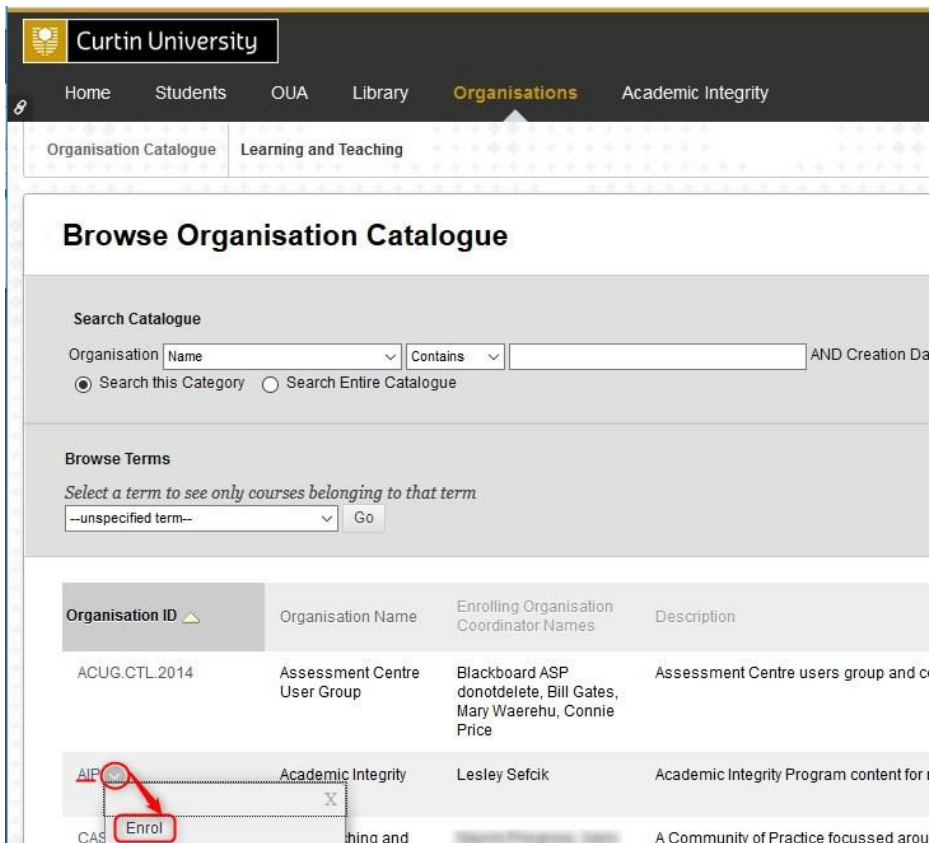 Curtin University
Home Students OUA Library Organisations Academic Integrity
Organisation Catalogue Learning and Teaching
Browse Organisation Catalogue
Search Catalogue
Organisation Name Contains AND Creation Da
Search this Category Search Entire Catalogue
Browse Terms
Select a term to see only courses belonging to that term
--unspecified term-- Go
Organisation ID Organisation Name Enrolling Organisation Coordinator Names Description
ACUG.CTL.2014 Assessment Centre User Group Blackboard ASP donotdelete, Bill Gates, Mary Waerehu, Connie Price Assessment Centre users group and c
AIP Academic Integrity Lesley Sefcik Academic Integrity Program content for
X
Enrol
CAS hing and A Community of Practice focussed arou